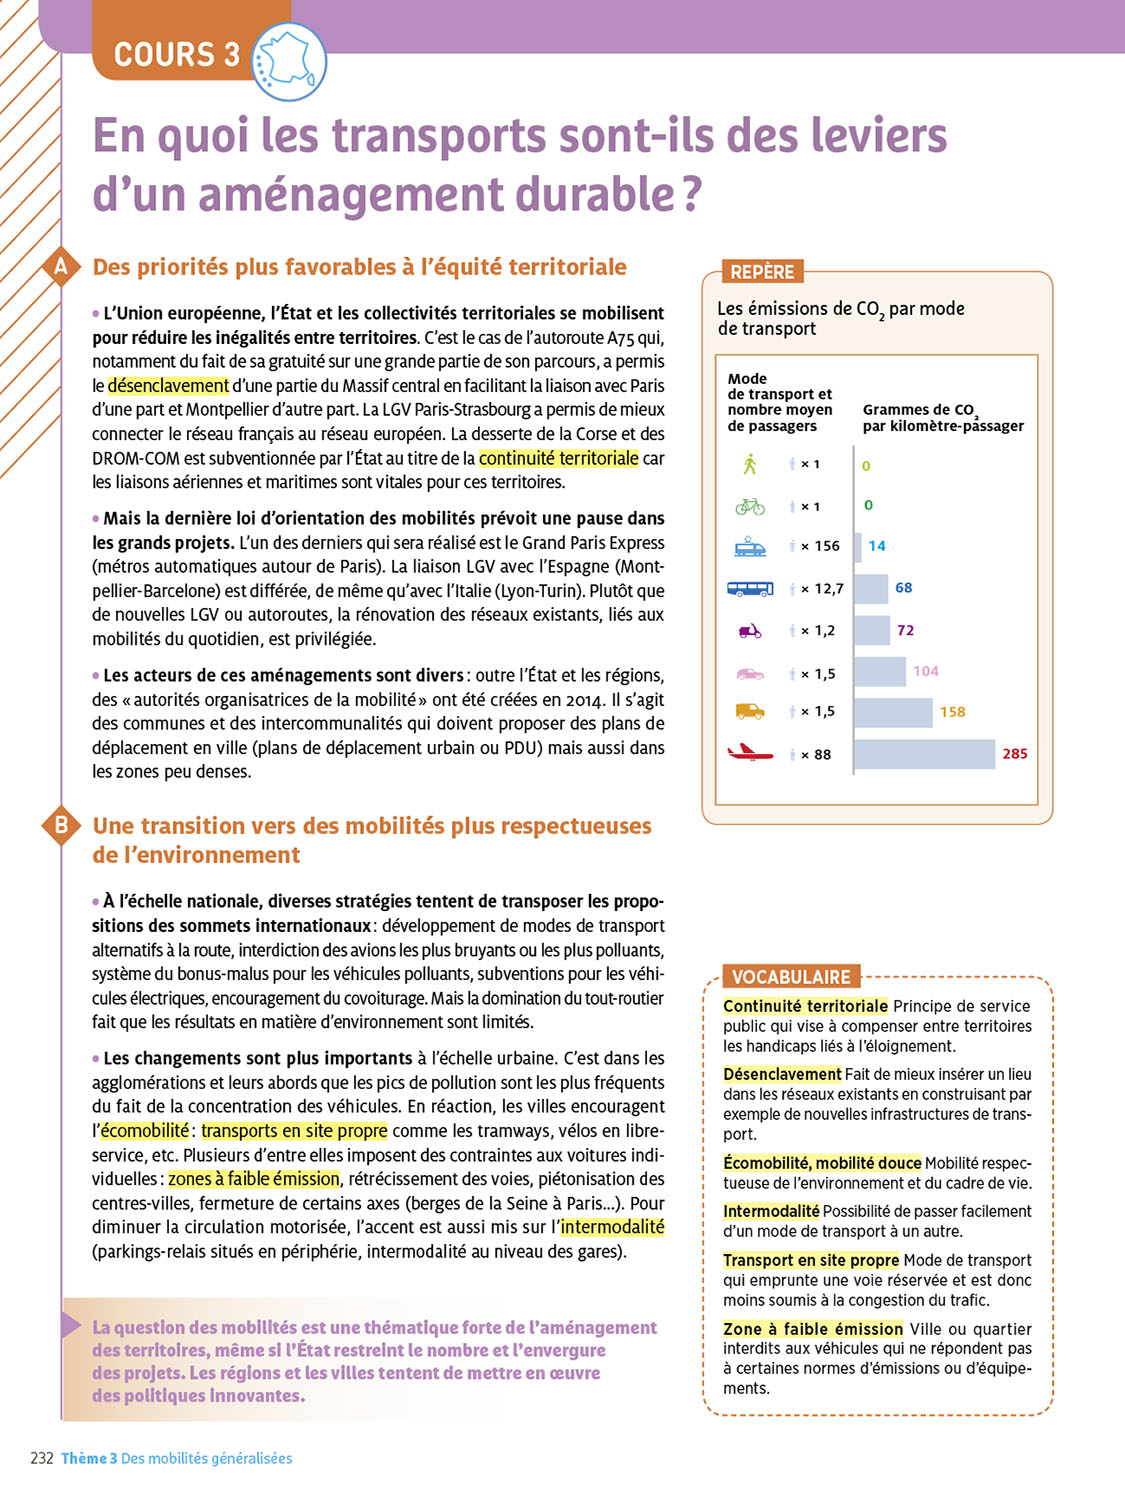 COURS 3
En quoi les transports sont-ils des leviers
d'un aménagement durable ?
A
Des priorités plus favorables à l'équité territoriale
• L'Union européenne, l'État et les collectivités territoriales se mobilisent
pour réduire les inégalités entre territoires. C'est le cas de l'autoroute A75 qui,
notamment du fait de sa gratuité sur une grande partie de son parcours, a permis
le désenclavement d'une partie du Massif central en facilitant la liaison avec Paris
d'une part et Montpellier d'autre part. La LGV Paris-Strasbourg a permis de mieux
connecter le réseau français au réseau européen. La desserte de la Corse et des
DROM-COM est subventionnée par l'État au titre de la continuité territoriale car
les liaisons aériennes et maritimes sont vitales pour ces territoires.
• Mais la dernière loi d'orientation des mobilités prévoit une pause dans
les grands projets. L'un des derniers qui sera réalisé est le Grand Paris Express
(métros automatiques autour de Paris). La liaison LGV avec l'Espagne (Mont-
pellier-Barcelone) est différée, de même qu'avec l'Italie (Lyon-Turin). Plutôt que
de nouvelles LGV ou autoroutes, la rénovation des réseaux existants, liés aux
mobilités du quotidien, est privilégiée.
• Les acteurs de ces aménagements sont divers : outre l'État et les régions,
des « autorités organisatrices de la mobilité » ont été créées en 2014. Il s'agit
des communes et des intercommunalités qui doivent proposer des plans de
déplacement en ville (plans de déplacement urbain ou PDU) mais aussi dans
les zones peu denses.
B
Une transition vers des mobilités plus respectueuses
de l'environnement
• À l'échelle nationale, diverses stratégies tentent de transposer les propo-
sitions des sommets internationaux : développement de modes de transport
alternatifs à la route, interdiction des avions les plus bruyants ou les plus polluants,
système du bonus-malus pour les véhicules polluants, subventions pour les véhi-
cules électriques, encouragement du covoiturage. Mais la domination du tout-routier
fait que les résultats en matière d'environnement sont limités.
• Les changements sont plus importants à l'échelle urbaine. C'est dans les
agglomérations et leurs abords que les pics de pollution sont les plus fréquents
du fait de la concentration des véhicules. En réaction, les villes encouragent
l'écomobilité : transports en site propre comme les tramways, vélos en libre-
service, etc. Plusieurs d'entre elles imposent des contraintes aux voitures indi-
viduelles : zones à faible émission, rétrécissement des voies, piétonisation des
centres-villes, fermeture de certains axes (berges de la Seine à Paris...). Pour
diminuer la circulation motorisée, l'accent est aussi mis sur l'intermodalité
(parkings-relais situés en périphérie, intermodalité au niveau des gares).
La question des mobilités est une thématique forte de l'aménagement
des territoires, même si l'État restreint le nombre et l'envergure
des projets. Les régions et les villes tentent de mettre en œuvre
des politiques innovantes.
REPÈRE
Les émissions de CO2 par mode
de transport
Mode
de transport et
nombre moyen
de passagers
Grammes de CO2
par kilomètre-passager
× 1 0
× 1 0
× 156 14
× 12,7 68
× 1,2 72
× 1,5 104
× 1,5 158
× 88 285
VOCABULAIRE
Continuité territoriale Principe de service
public qui vise à compenser entre territoires
les handicaps liés à l'éloignement.
Désenclavement Fait de mieux insérer un lieu
dans les réseaux existants en construisant par
exemple de nouvelles infrastructures de trans-
port.
Écomobilité, mobilité douce Mobilité respec-
tueuse de l'environnement et du cadre de vie.
Intermodalité Possibilité de passer facilement
d'un mode de transport à un autre.
Transport en site propre Mode de transport
qui emprunte une voie réservée et est donc
moins soumis à la congestion du trafic.
Zone à faible émission Ville ou quartier
interdits aux véhicules qui ne répondent pas
à certaines normes d'émissions ou d'équipe-
ments.
232 Thème 3 Des mobilités généralisées